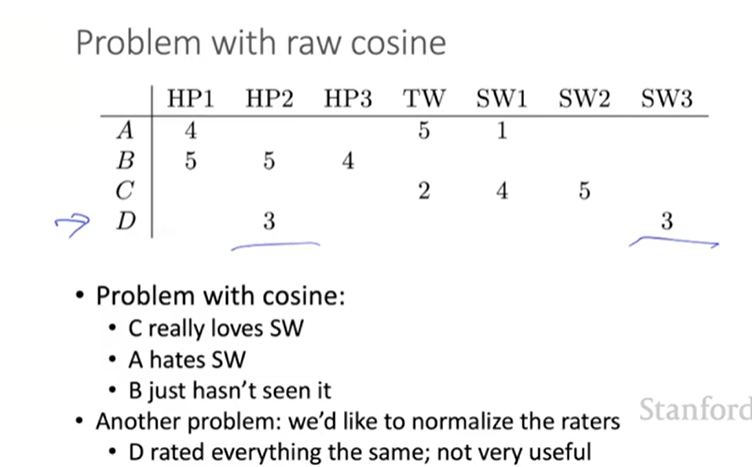 Problem with raw cosine
HP1 HP2 HP3 TW SW1 SW2 SW3
A 4 5 1
B 5 5 4
C 2 4 5
D 3 3
• Problem with cosine:
• C really loves SW
• A hates SW
• B just hasn't seen it
• Another problem: we'd like to normalize the raters
• D rated everything the same; not very useful
Stanford